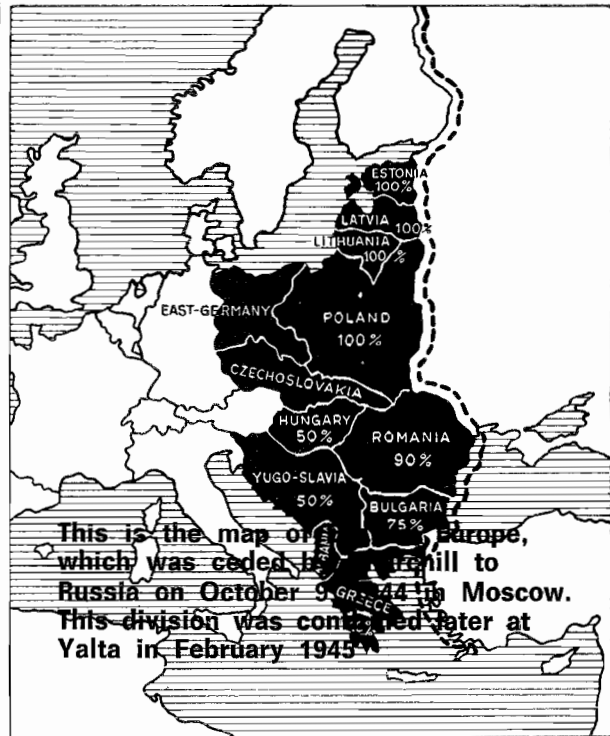 ESTONIA
100%
LATVIA 100%
LITHUANIA
100%
EAST-GERMANY
POLAND
100%
CZECHOSLOVAKIA
HUNGARY
50%
ROMANIA
90%
YUGO-SLAVIA
50%
BULGARIA
75%
GREECE
This is the map of Europe,
which was ceded to
Russia on October in Moscow.
This division was later at
Yalta in February 1945